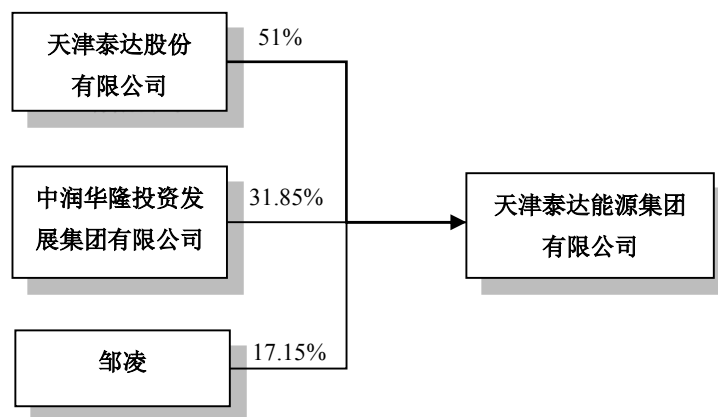 天津泰达股份
有限公司
51%
中润华隆投资发
展集团有限公司
31.85%
天津泰达能源集团
有限公司
邹凌
17.15%